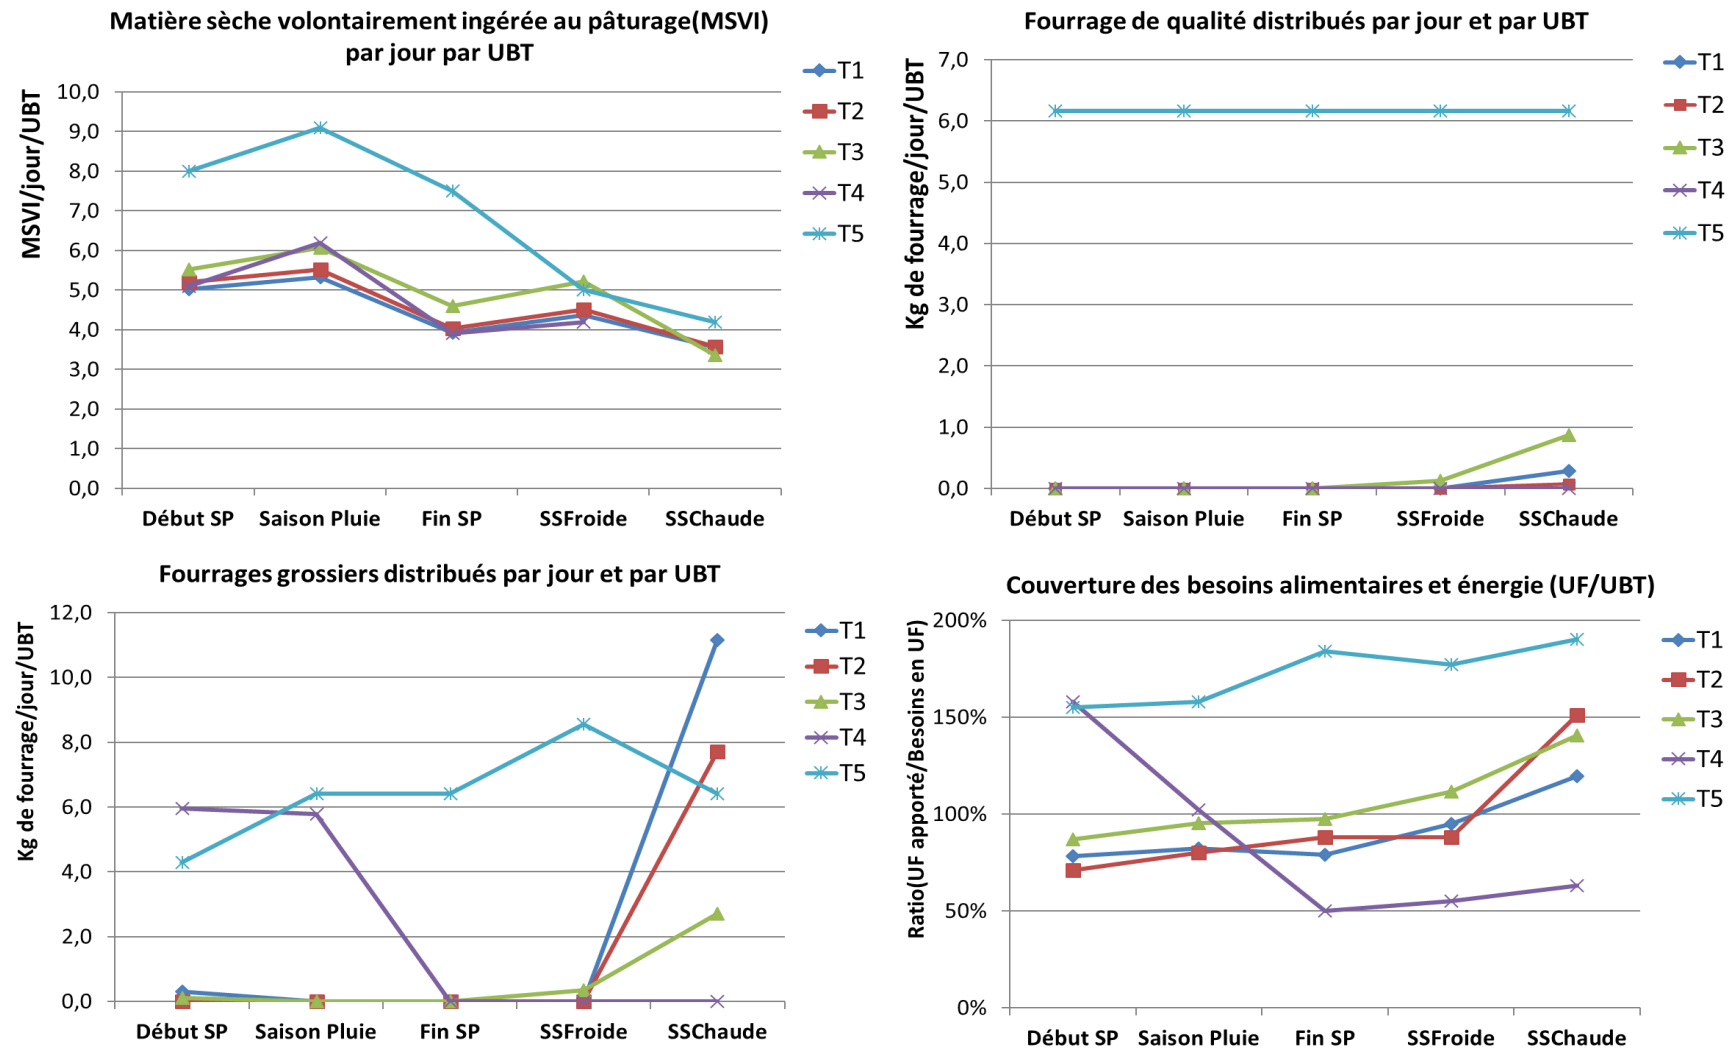 Matière sèche volontairement ingérée au pâturage(MSVI)
par jour par UBT
MSVI/jour/UBT
10,0
9,0
8,0
7,0
6,0
5,0
4,0
3,0
2,0
1,0
0,0
Début SP
Saison Pluie
Fin SP
SSFroide
SSChaude
T1
T2
T3
T4
T5
Fourrage de qualité distribués par jour et par UBT
Kg de fourrage/jour/UBT
7,0
6,0
5,0
4,0
3,0
2,0
1,0
0,0
Début SP
Saison Pluie
Fin SP
SSFroide
SSChaude
T1
T2
T3
T4
T5
Fourrages grossiers distribués par jour et par UBT
Kg de fourrage/jour/UBT
12,0
10,0
8,0
6,0
4,0
2,0
0,0
Début SP
Saison Pluie
Fin SP
SSFroide
SSChaude
T1
T2
T3
T4
T5
Couverture des besoins alimentaires et énergie (UF/UBT)
Ratio(UF apporté/Besoins en UF)
200%
150%
100%
50%
0%
Début SP
Saison Pluie
Fin SP
SSFroide
SSChaude
T1
T2
T3
T4
T5